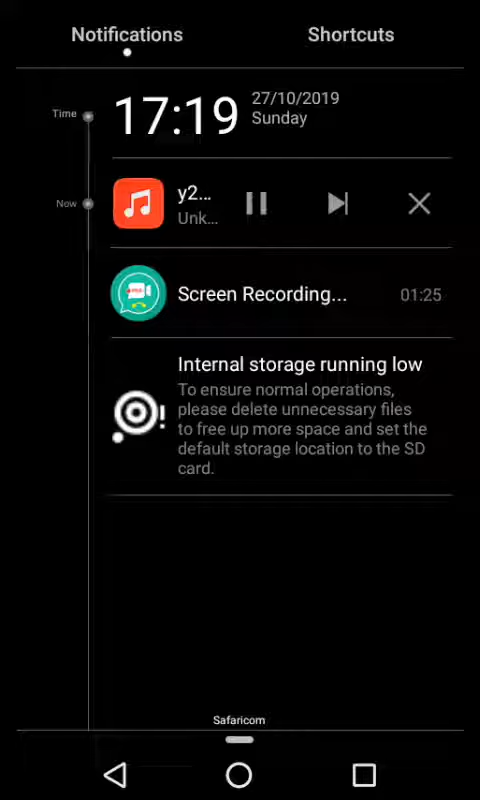 Notifications Shortcuts
Time
17:19
27/10/2019
Sunday
Now
y2...
Unk...
Screen Recording...
01:25
Internal storage running low
To ensure normal operations,
please delete unnecessary files
to free up more space and set the
default storage location to the SD
card.
Safaricom